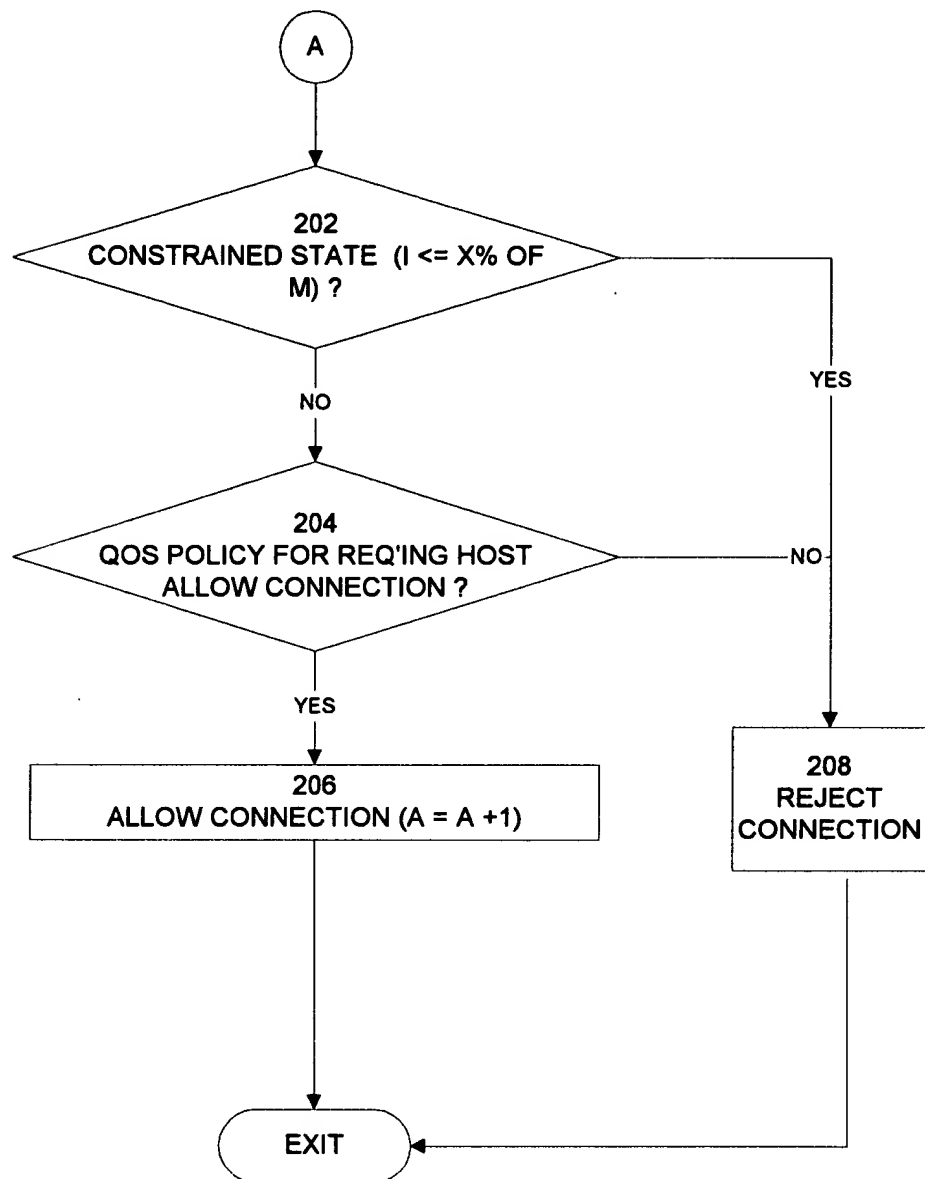 A
202
CONSTRAINED STATE (I <= X% OF
M) ?
YES
NO
204
QOS POLICY FOR REQ'ING HOST
ALLOW CONNECTION ?
NO
YES
206
ALLOW CONNECTION (A = A +1)
208
REJECT
CONNECTION
EXIT